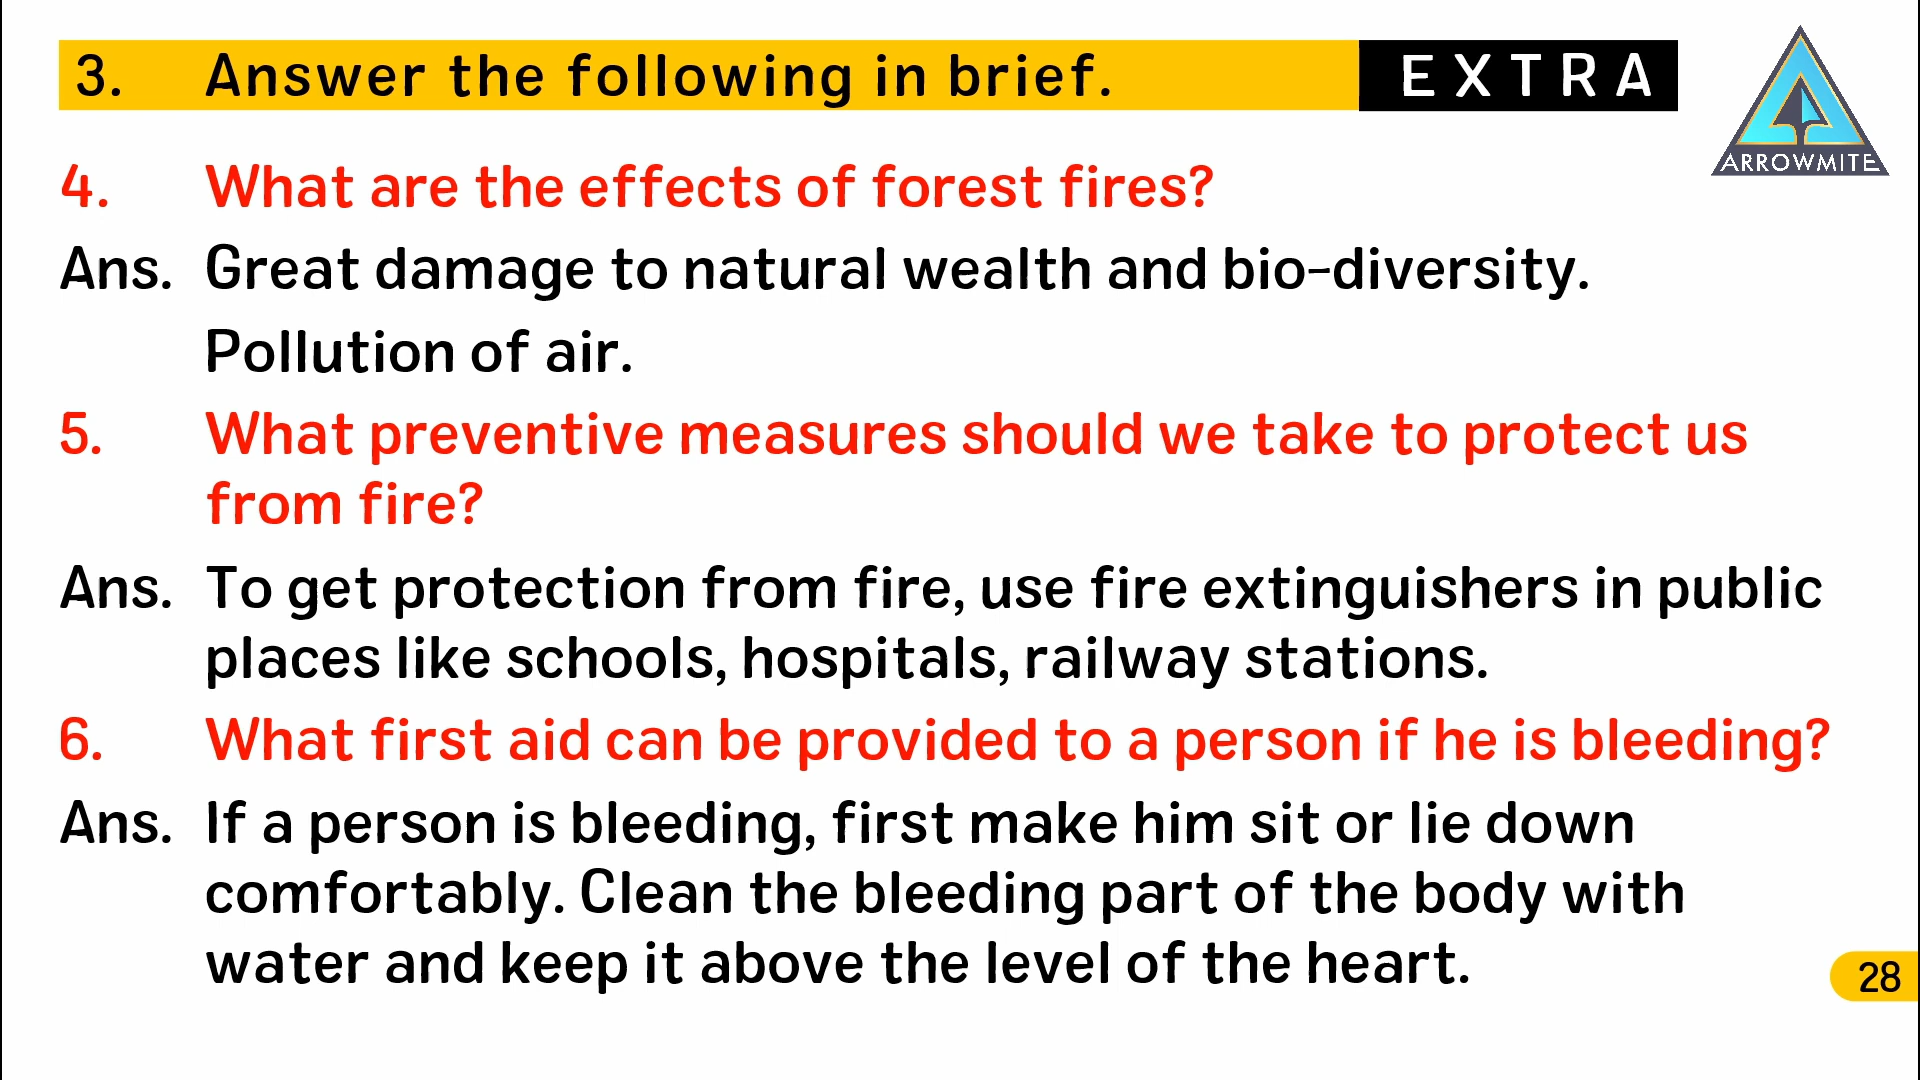 3. Answer the following in brief. EXTRA
ARROWMITE
4. What are the effects of forest fires?
Ans. Great damage to natural wealth and bio-diversity.
Pollution of air.
5. What preventive measures should we take to protect us
from fire?
Ans. To get protection from fire, use fire extinguishers in public
places like schools, hospitals, railway stations.
6. What first aid can be provided to a person if he is bleeding?
Ans. If a person is bleeding, first make him sit or lie down
comfortably. Clean the bleeding part of the body with
water and keep it above the level of the heart.
28